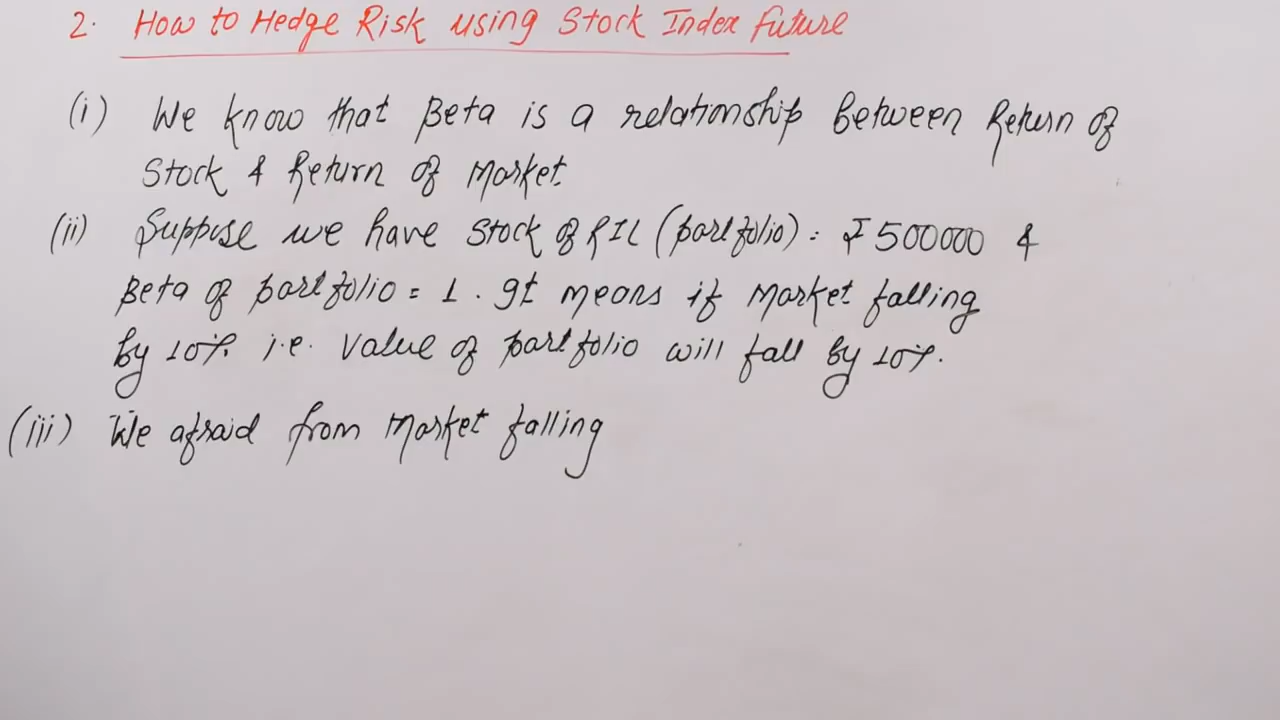 2. How to Hedge Risk using Stock Index Future
(i) We know that Beta is a relationship between Return of
Stock & Return of Market.
(ii) Suppose we have Stock of RIL (portfolio) = ₹ 500000 &
Beta of portfolio = 1. It means if Market falling
by 10% i.e. Value of portfolio will fall by 10%.
(iii) We afraid from Market falling